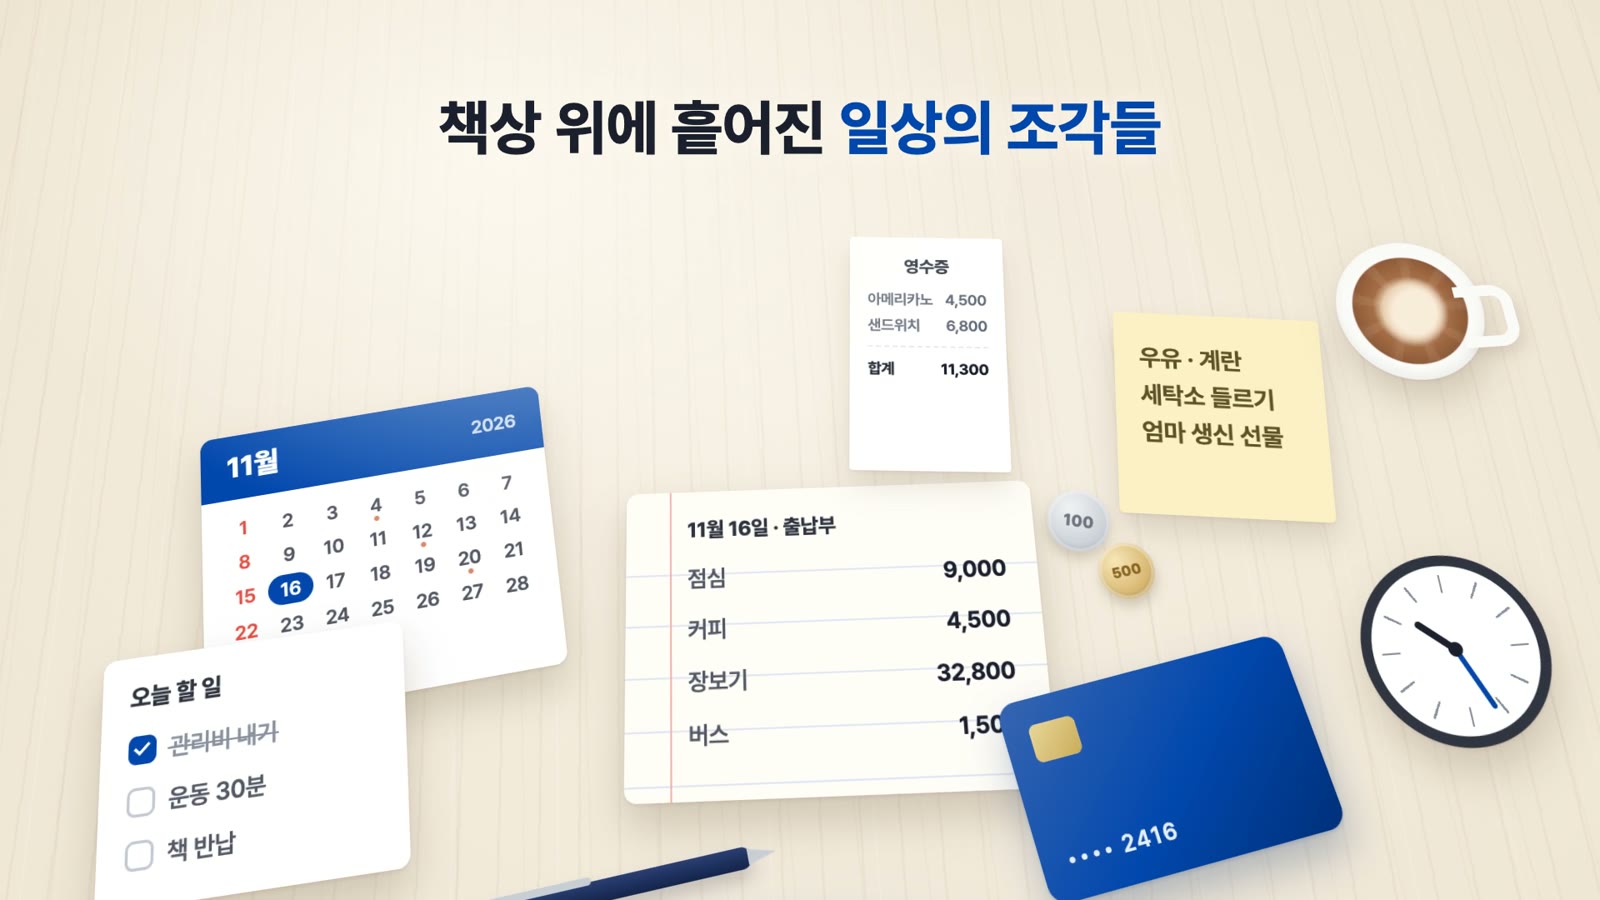 책상 위에 흩어진 일상의 조각들
영수증
아메리카노 4,500
샌드위치 6,800
합계 11,300
우유 · 계란
세탁소 들르기
엄마 생신 선물
11월 2026
1 2 3 4 5 6 7
8 9 10 11 12 13 14
15 16 17 18 19 20 21
22 23 24 25 26 27 28
오늘 할 일
관리비 내기
운동 30분
책 반납
11월 16일 · 출납부
점심 9,000
커피 4,500
장보기 32,800
버스 1,50
100
500
•••• 2416